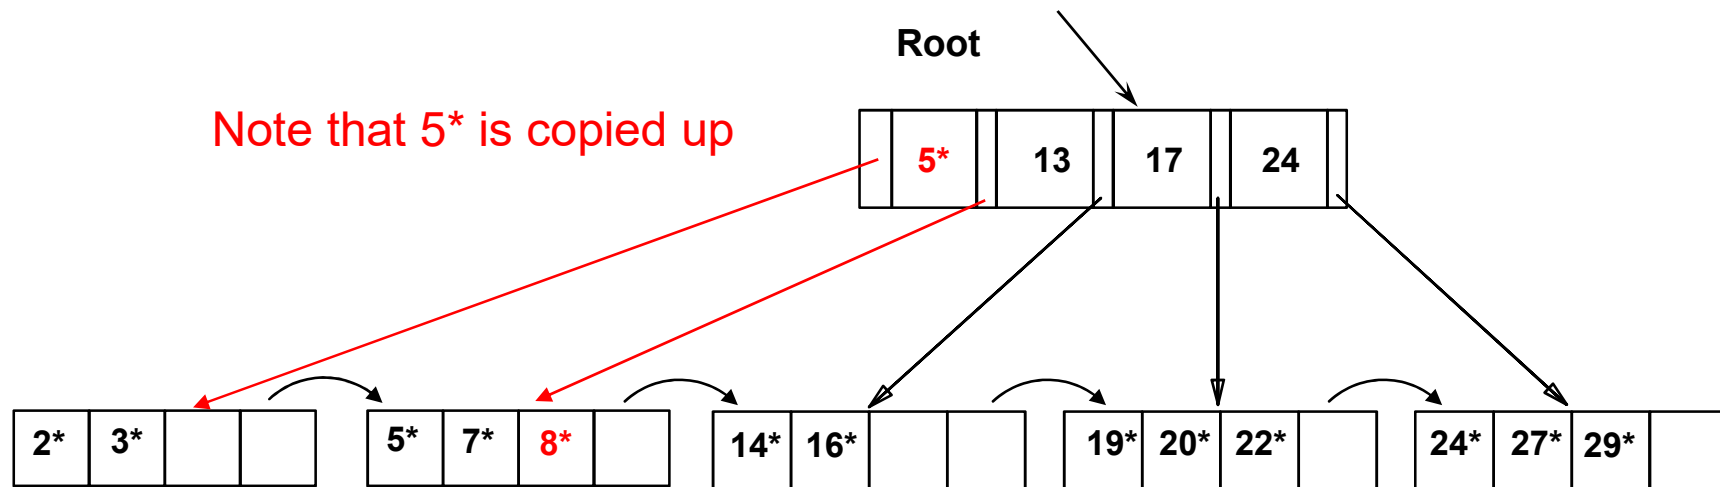 Root
Note that 5* is copied up
5* 13 17 24
2* 3* 5* 7* 8* 14* 16* 19* 20* 22* 24* 27* 29*